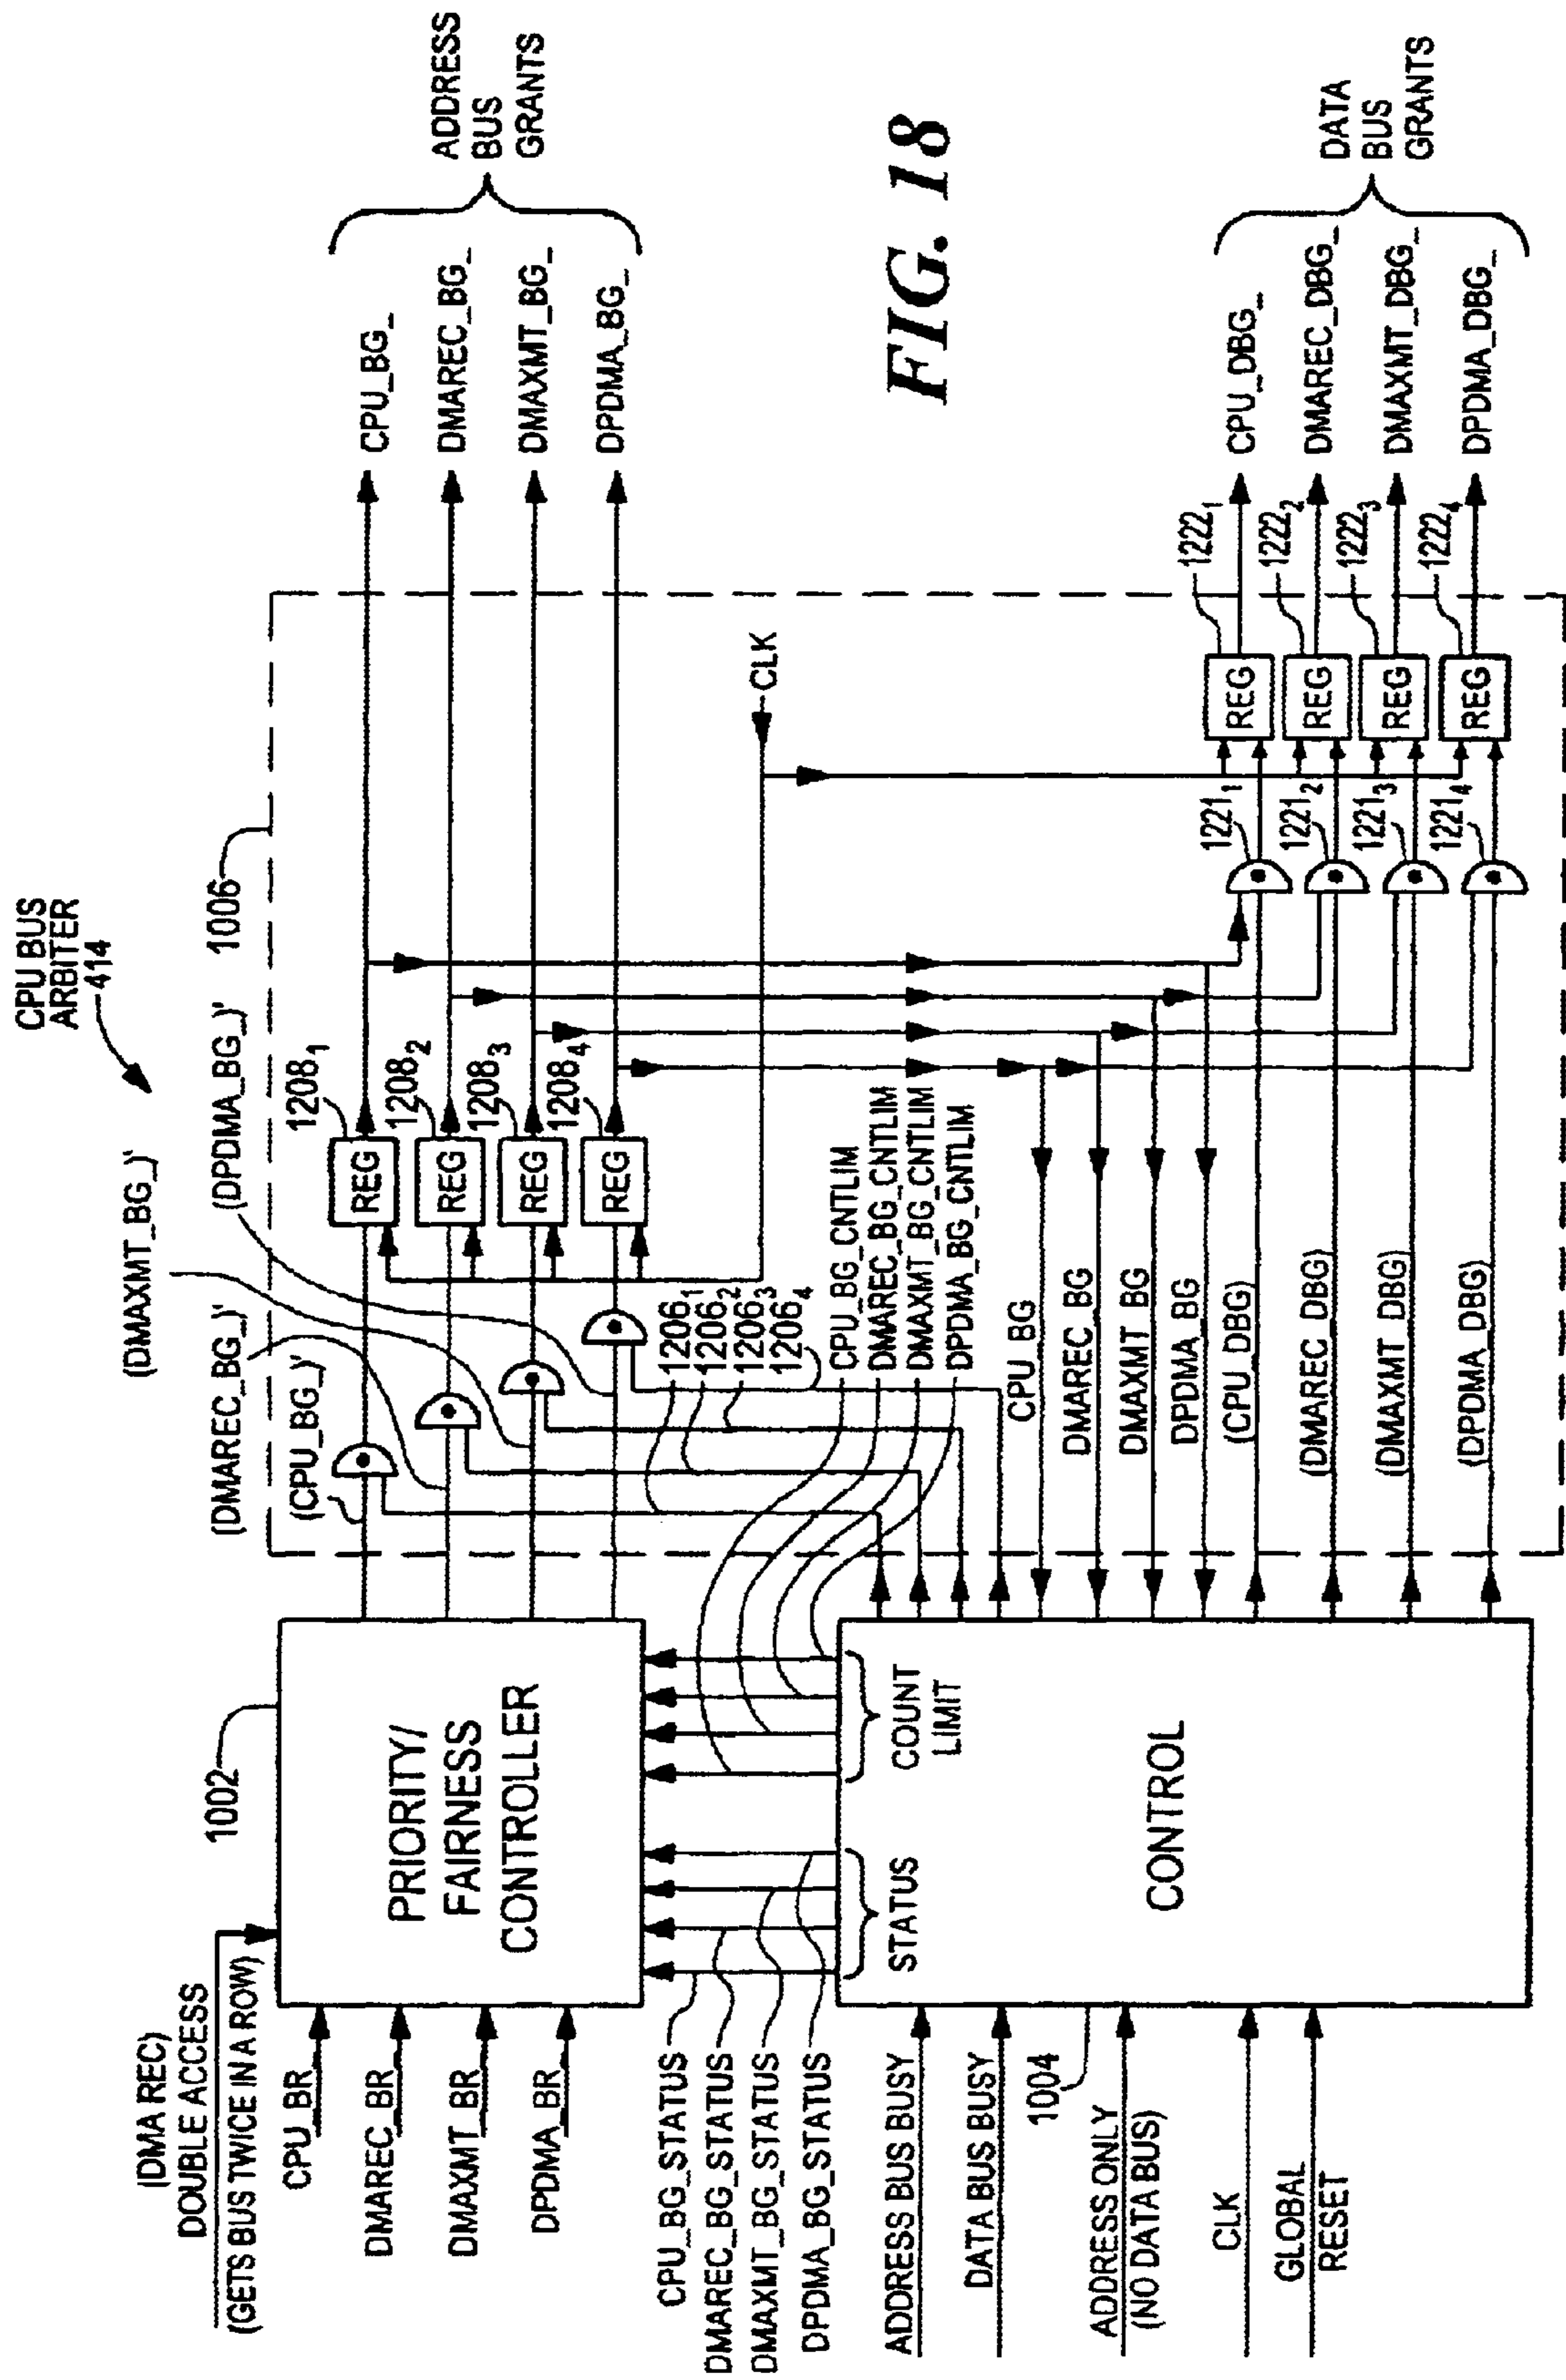 CPU BUS
ARBITER
414
(DMA REC)
DOUBLE ACCESS
(GETS BUS TWICE IN A ROW)
CPU_BR_
DMAREC_BR_
DMAXMT_BR_
DPDMA_BR_
1002
PRIORITY/
FAIRNESS
CONTROLLER
(DMAREC_BG_)'
(CPU_BG_)'
(DMAXMT_BG_)'
(DPDMA_BG_)'
1006
1208₁
1208₂
1208₃
1208₄
REG
REG
REG
REG
CPU_BG_
DMAREC_BG_
DMAXMT_BG_
DPDMA_BG_
ADDRESS
BUS
GRANTS
1206₁
1206₂
1206₃
1206₄
CPU_BG_CNTLIM
DMAREC_BG_CNTLIM
DMAXMT_BG_CNTLIM
DPDMA_BG_CNTLIM
CLK
FIG. 18
CPU_BG_STATUS
DMAREC_BG_STATUS
DMAXMT_BG_STATUS
DPDMA_BG_STATUS
STATUS
COUNT
LIMIT
ADDRESS BUS BUSY
DATA BUS BUSY
1004
ADDRESS ONLY
(NO DATA BUS)
CLK
GLOBAL
RESET
CONTROL
CPU_BG
DMAREC_BG
DMAXMT_BG
DPDMA_BG
(CPU_DBG)
(DMAREC_DBG)
(DMAXMT_DBG)
(DPDMA_DBG)
1221₁
1221₂
1221₃
1221₄
REG
REG
REG
REG
1222₁
1222₂
1222₃
1222₄
CPU_DBG_
DMAREC_DBG_
DMAXMT_DBG_
DPDMA_DBG_
DATA
BUS
GRANTS